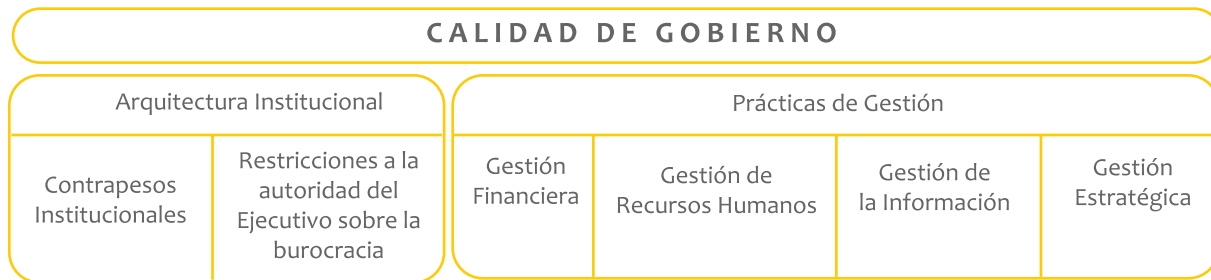 CALIDAD DE GOBIERNO
Arquitectura Institucional
Prácticas de Gestión
Contrapesos
Institucionales
Restricciones a la
autoridad del
Ejecutivo sobre la
burocracia
Gestión
Financiera
Gestión de
Recursos Humanos
Gestión de
la Información
Gestión
Estratégica